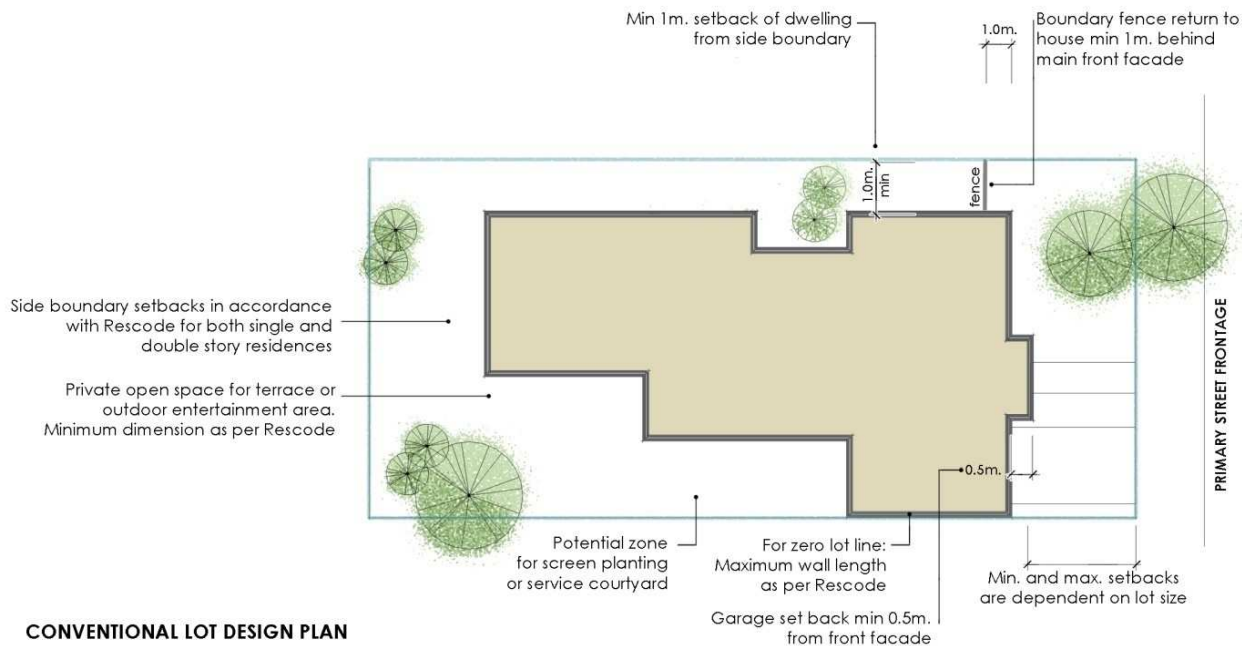 Min 1m. setback of dwelling
from side boundary
1.0m.
Boundary fence return to
house min 1m. behind
main front facade
1.0m.
min
fence
Side boundary setbacks in accordance
with Rescode for both single and
double story residences
Private open space for terrace or
outdoor entertainment area.
Minimum dimension as per Rescode
PRIMARY STREET FRONTAGE
0.5m.
Potential zone
for screen planting
or service courtyard
For zero lot line:
Maximum wall length
as per Rescode
Min. and max. setbacks
are dependent on lot size
Garage set back min 0.5m.
from front facade
CONVENTIONAL LOT DESIGN PLAN